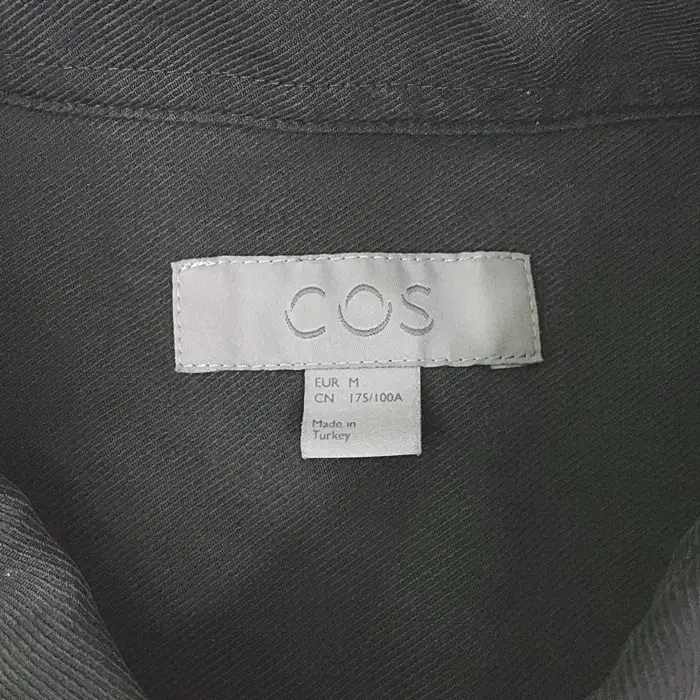 COS
EUR M
CN 175/100A
Made in
Turkey